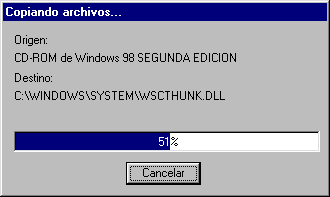 Copiando archivos...
Origen:
CD-ROM de Windows 98 SEGUNDA EDICION
Destino:
C:\WINDOWS\SYSTEM\WSCTHUNK.DLL
51%
Cancelar